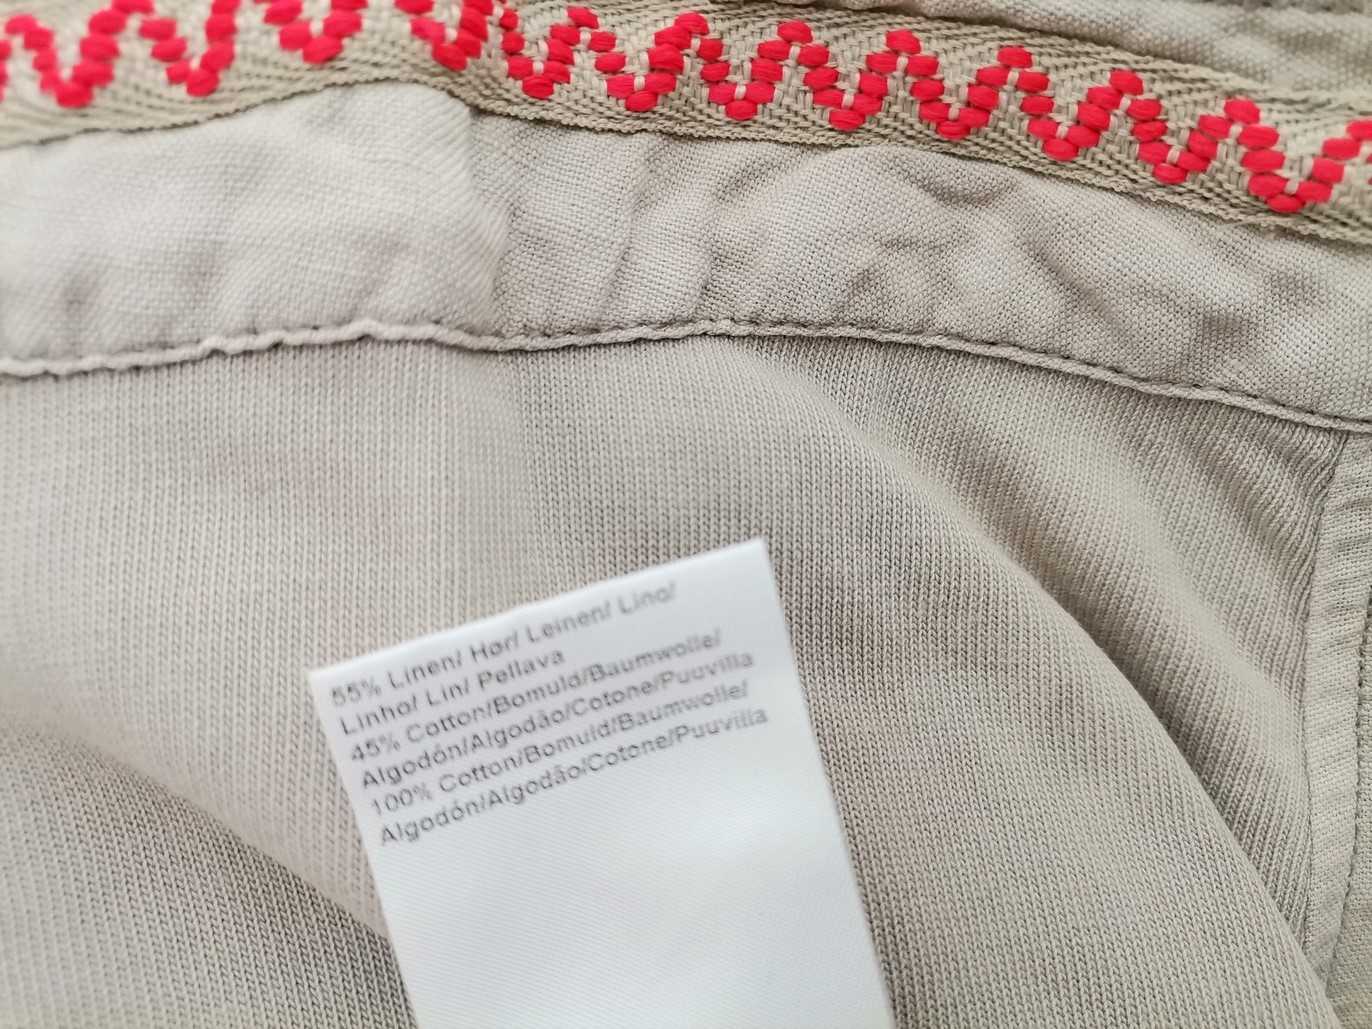 55% Linen/ Hør/ Leinen/ Lino/
Linho/ Lin/ Pellava
45% Cotton/Bomuld/Baumwolle/
Algodón/Algodão/Cotone/Puuvilla
100% Cotton/Bomuld/Baumwolle/
Algodón/Algodão/Cotone/Puuvilla